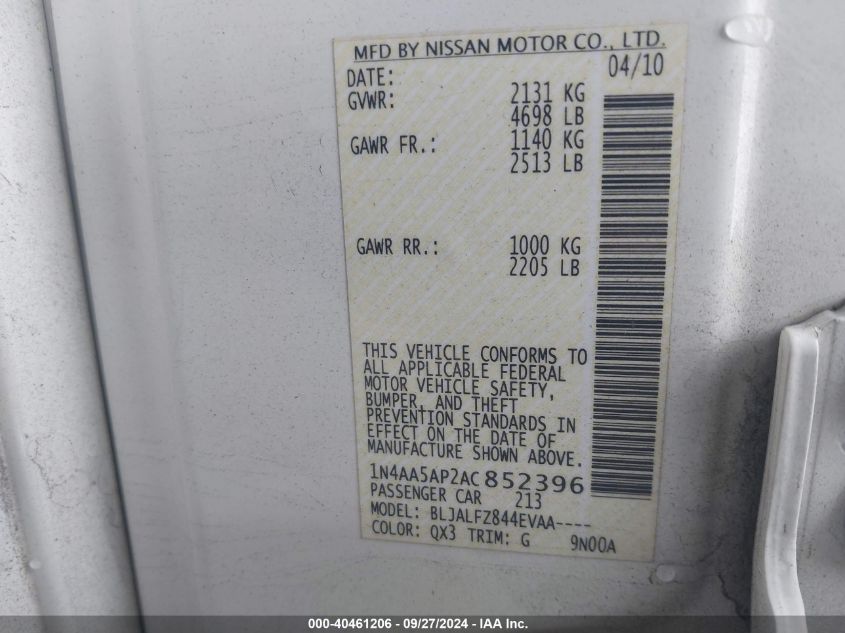 MFD BY NISSAN MOTOR CO., LTD.
DATE: 04/10
GVWR: 2131 KG
4698 LB
GAWR FR.: 1140 KG
2513 LB
GAWR RR.: 1000 KG
2205 LB
THIS VEHICLE CONFORMS TO
ALL APPLICABLE FEDERAL
MOTOR VEHICLE SAFETY,
BUMPER, AND THEFT
PREVENTION STANDARDS IN
EFFECT ON THE DATE OF
MANUFACTURE SHOWN ABOVE.
1N4AA5AP2AC852396
PASSENGER CAR 213
MODEL: BLJALFZ844EVAA----
COLOR: QX3 TRIM: G 9N00A
000-40461206 - 09/27/2024 - IAA Inc.